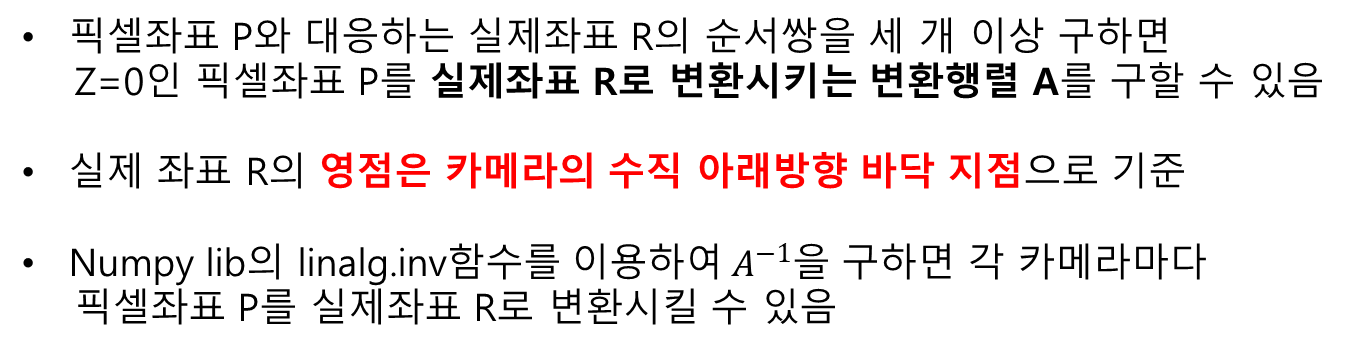 • 픽셀좌표 P와 대응하는 실제좌표 R의 순서쌍을 세 개 이상 구하면
Z=0인 픽셀좌표 P를 실제좌표 R로 변환시키는 변환행렬 A를 구할 수 있음
• 실제 좌표 R의 영점은 카메라의 수직 아래방향 바닥 지점으로 기준
• Numpy lib의 linalg.inv함수를 이용하여 A⁻¹을 구하면 각 카메라마다
픽셀좌표 P를 실제좌표 R로 변환시킬 수 있음